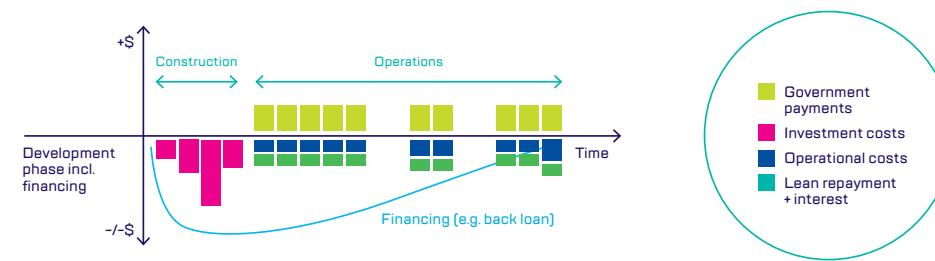 +$
Construction
Operations
Development
phase incl.
financing
Time
Financing (e.g. back loan)
-/-$
Government
payments
Investment costs
Operational costs
Lean repayment
+ interest